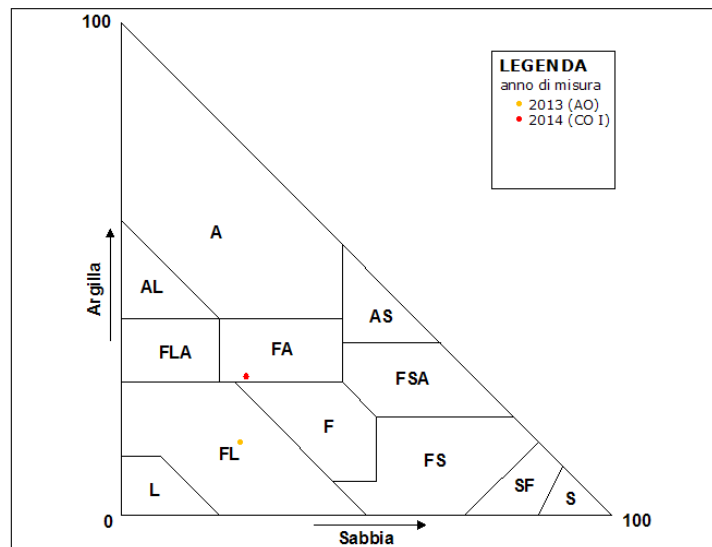 100
LEGENDA
anno di misura
2013 (AO)
2014 (CO I)
A
Argilla
AL
AS
FLA
FA
FSA
F
FL
FS
L
SF
S
0
100
Sabbia